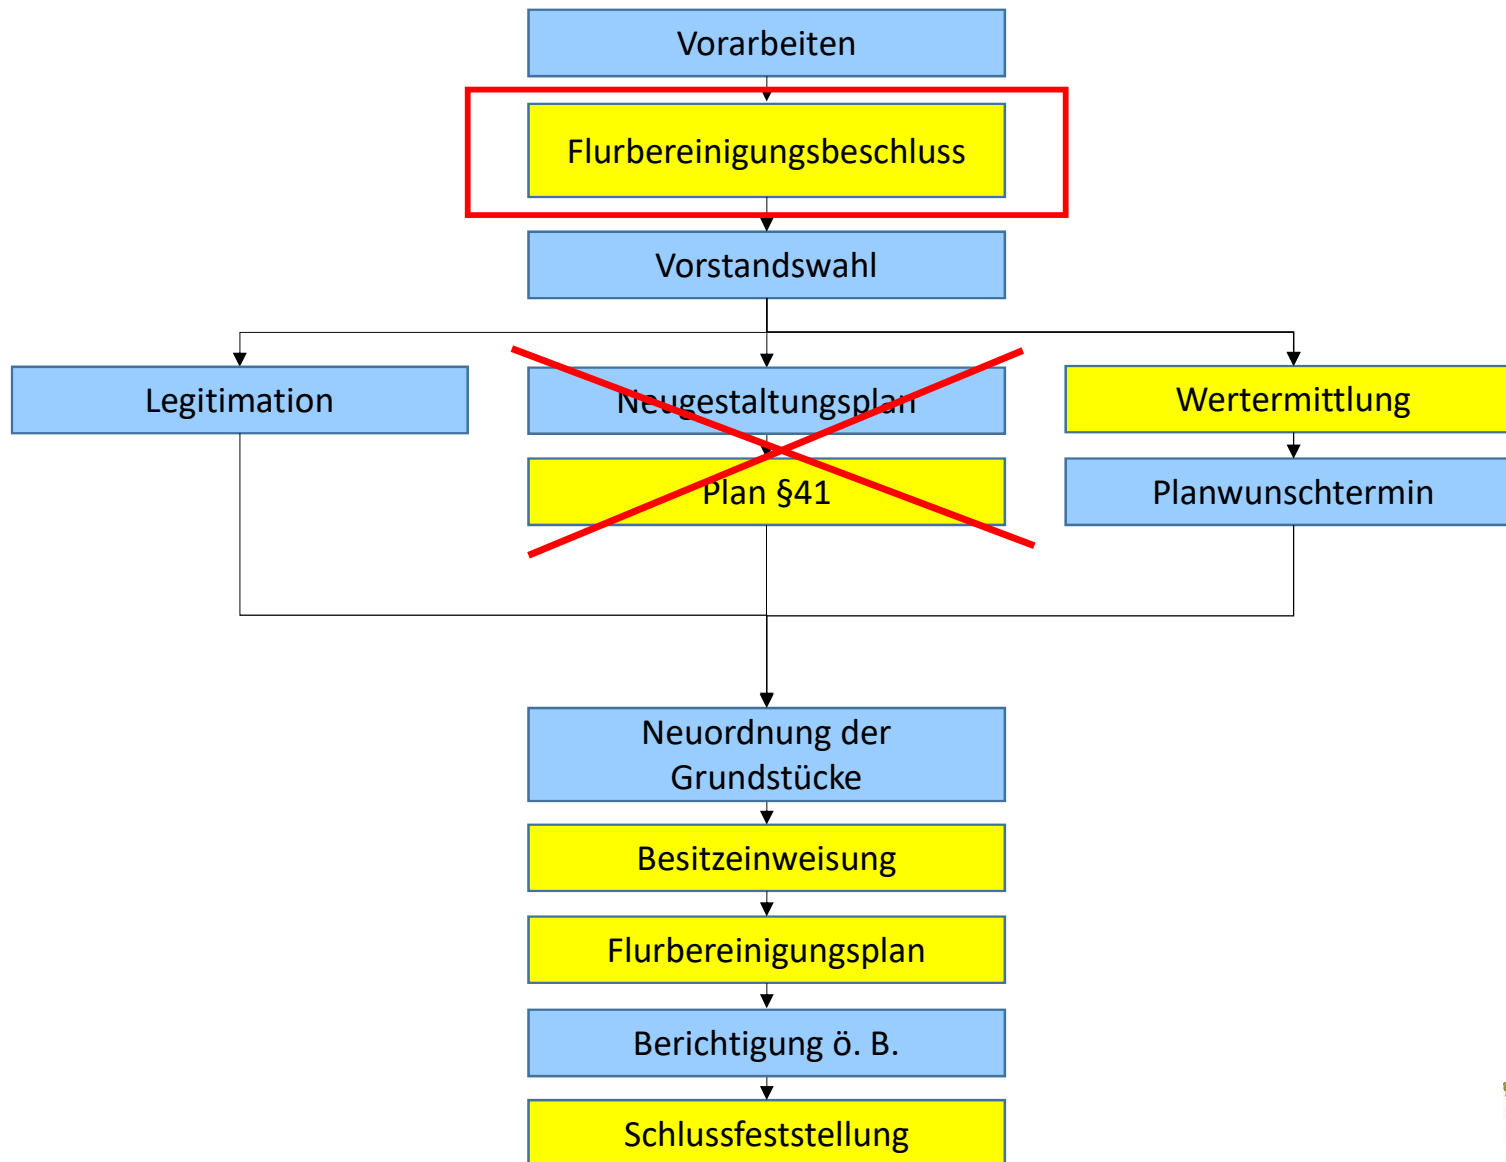 Vorarbeiten
Flurbereinigungsbeschluss
Vorstandswahl
Legitimation
Neugestaltungsplan
Wertermittlung
Plan §41
Planwunschtermin
Neuordnung der
Grundstücke
Besitzeinweisung
Flurbereinigungsplan
Berichtigung ö. B.
Schlussfeststellung